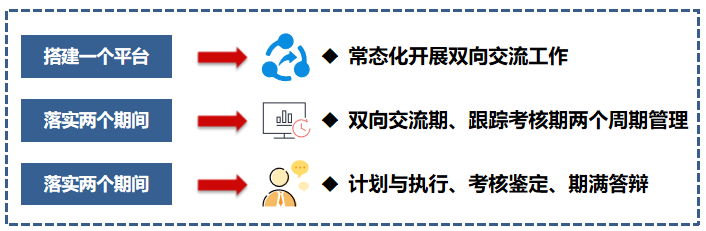 搭建一个平台
◆ 常态化开展双向交流工作
落实两个期间
◆ 双向交流期、跟踪考核期两个周期管理
落实两个期间
◆ 计划与执行、考核鉴定、期满答辩